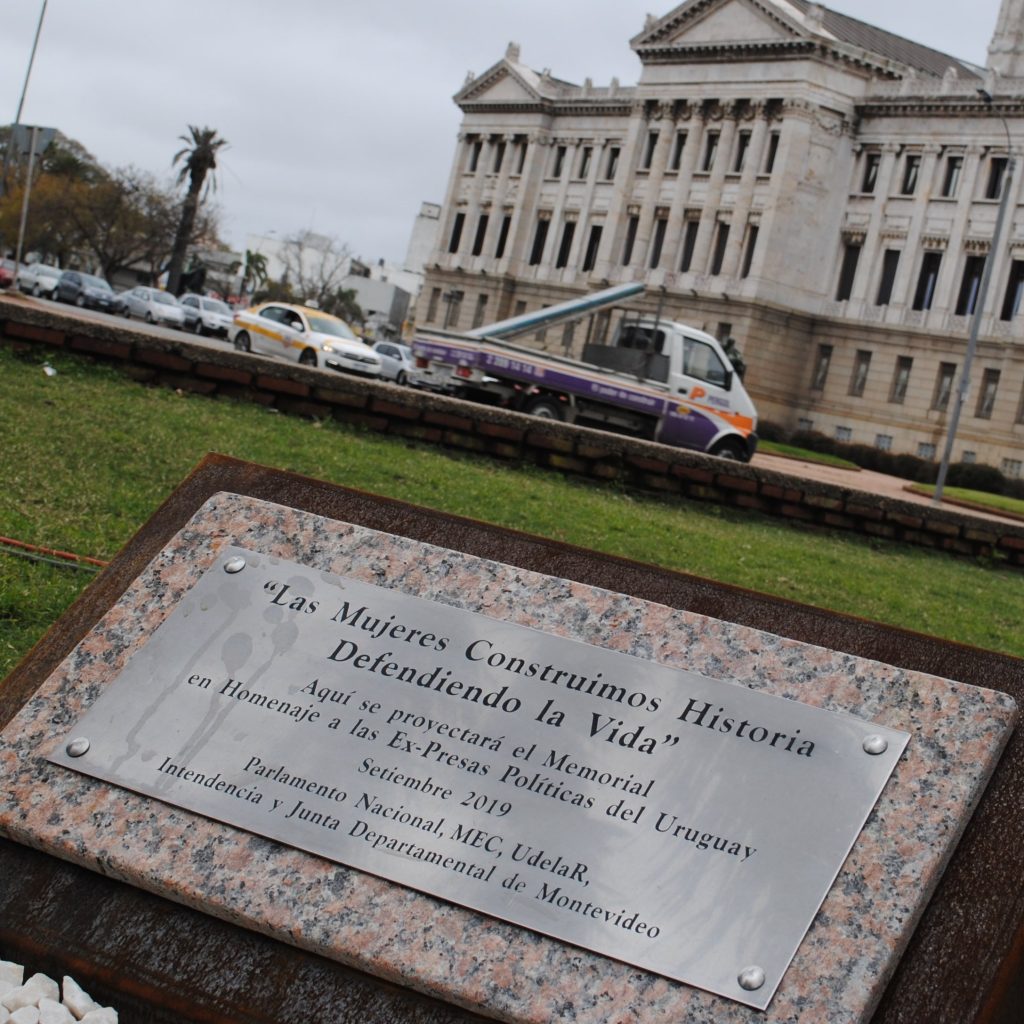 “Las Mujeres Construimos Historia
Defendiendo la Vida”
Aquí se proyectará el Memorial
en Homenaje a las Ex-Presas Políticas del Uruguay
Setiembre 2019
Parlamento Nacional, MEC, UdelaR,
Intendencia y Junta Departamental de Montevideo